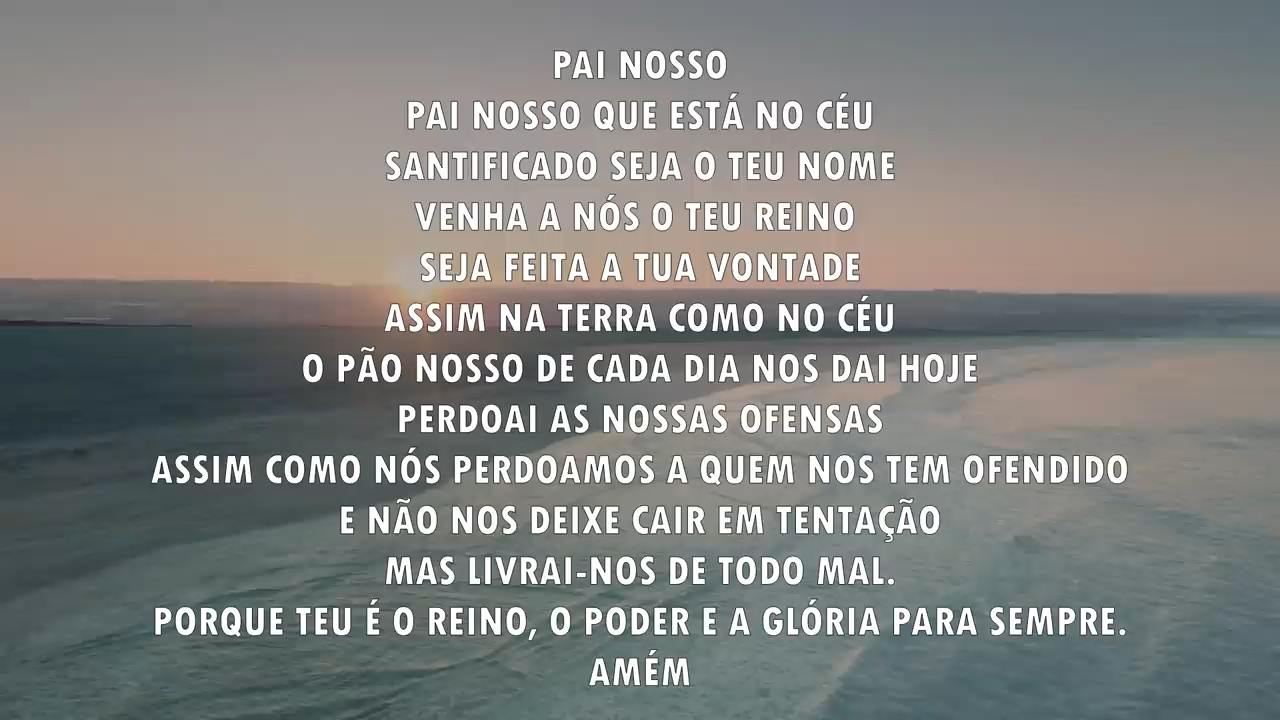 PAI NOSSO
PAI NOSSO QUE ESTÁ NO CÉU
SANTIFICADO SEJA O TEU NOME
VENHA A NÓS O TEU REINO
SEJA FEITA A TUA VONTADE
ASSIM NA TERRA COMO NO CÉU
O PÃO NOSSO DE CADA DIA NOS DAI HOJE
PERDOAI AS NOSSAS OFENSAS
ASSIM COMO NÓS PERDOAMOS A QUEM NOS TEM OFENDIDO
E NÃO NOS DEIXE CAIR EM TENTAÇÃO
MAS LIVRAI-NOS DE TODO MAL.
PORQUE TEU É O REINO, O PODER E A GLÓRIA PARA SEMPRE.
AMÉM